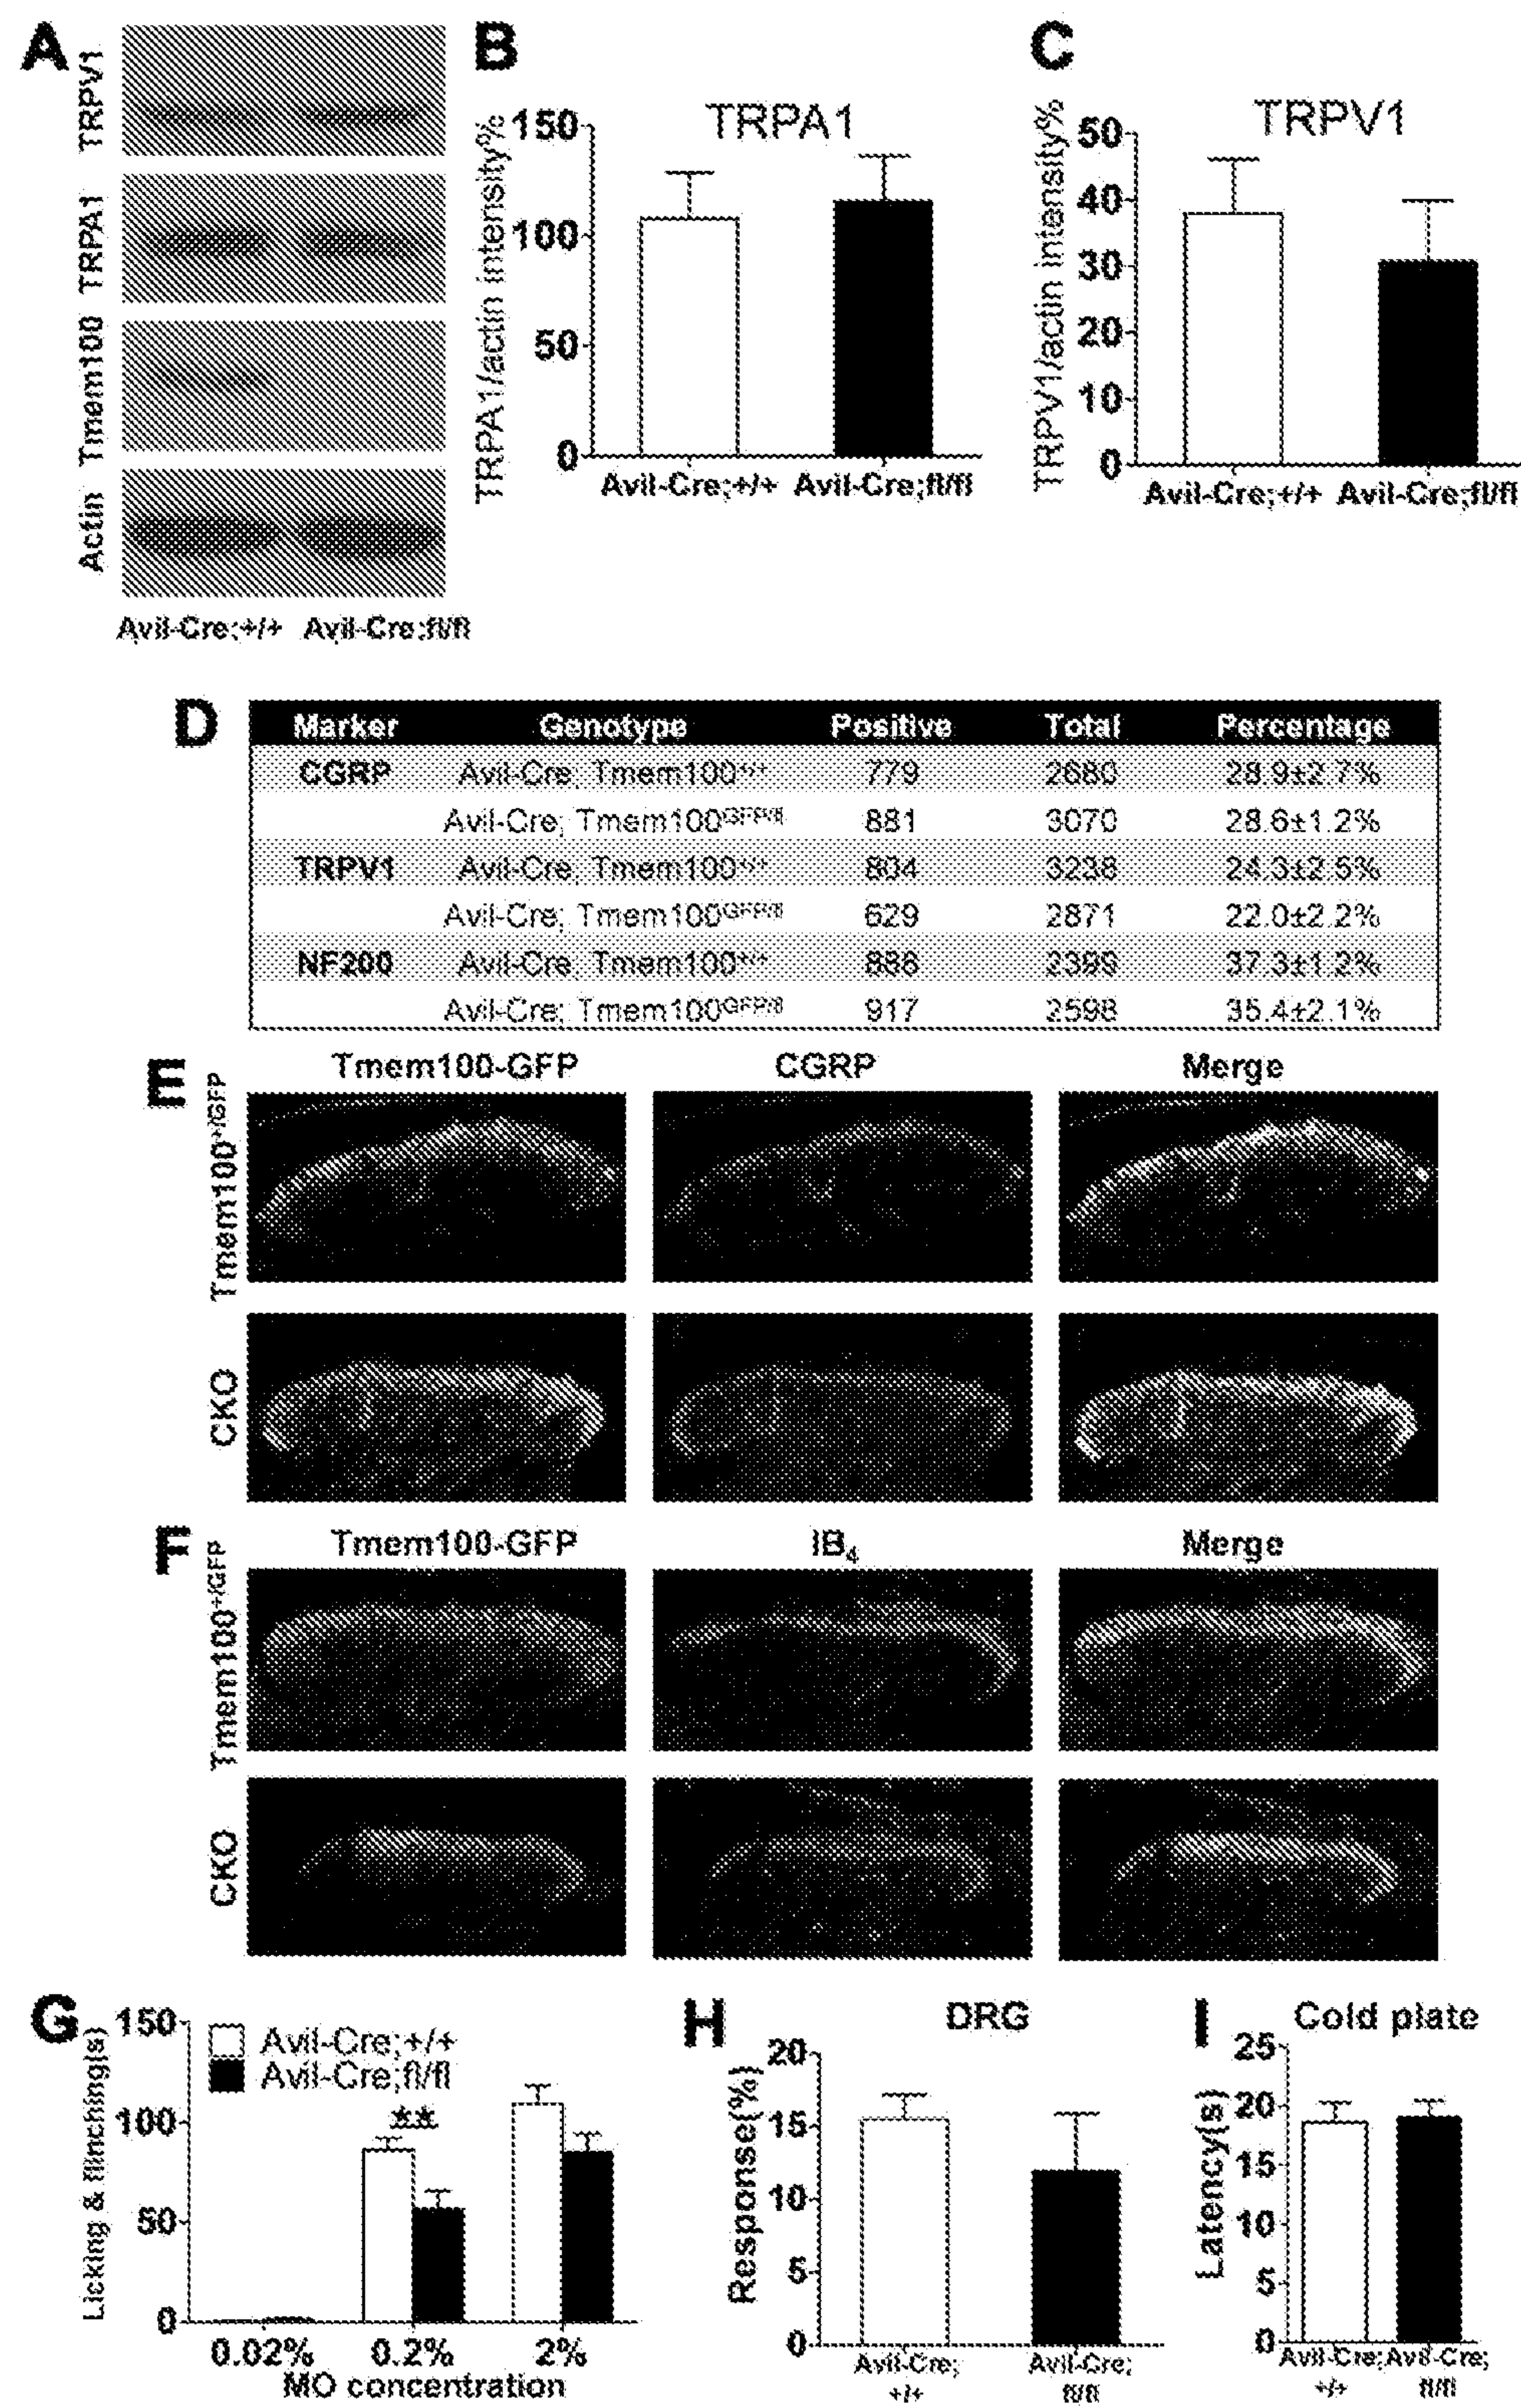 A
TRPV1
TRPA1
Tmem100
Actin
Avil-Cre;+/+ Avil-Cre;fl/fl
B
TRPA1
TRPA1/actin intensity%
150
100
50
0
Avil-Cre;+/+ Avil-Cre;fl/fl
C
TRPV1
TRPV1/actin intensity%
50
40
30
20
10
0
Avil-Cre;+/+ Avil-Cre;fl/fl
D
Marker Genotype Positive Total Percentage
CGRP Avil-Cre; Tmem100+/+ 779 2680 28.9±2.7%
Avil-Cre; Tmem100GFP/fl 881 3070 28.6±1.2%
TRPV1 Avil-Cre; Tmem100+/+ 804 3238 24.3±2.5%
Avil-Cre; Tmem100GFP/fl 629 2871 22.0±2.2%
NF200 Avil-Cre; Tmem100+/+ 886 2399 37.3±1.2%
Avil-Cre; Tmem100GFP/fl 917 2598 35.4±2.1%
E
Tmem100-GFP CGRP Merge
Tmem100+/GFP
CKO
F
Tmem100-GFP IB4 Merge
Tmem100+/GFP
CKO
G
Licking & flinching(s)
150
100
50
0
Avil-Cre;+/+
Avil-Cre;fl/fl
**
0.02% 0.2% 2%
MO concentration
H
DRG
Response(%)
20
15
10
5
0
Avil-Cre; Avil-Cre;
+/+ fl/fl
I
Cold plate
Latency(s)
25
20
15
10
5
0
Avil-Cre; Avil-Cre;
+/+ fl/fl